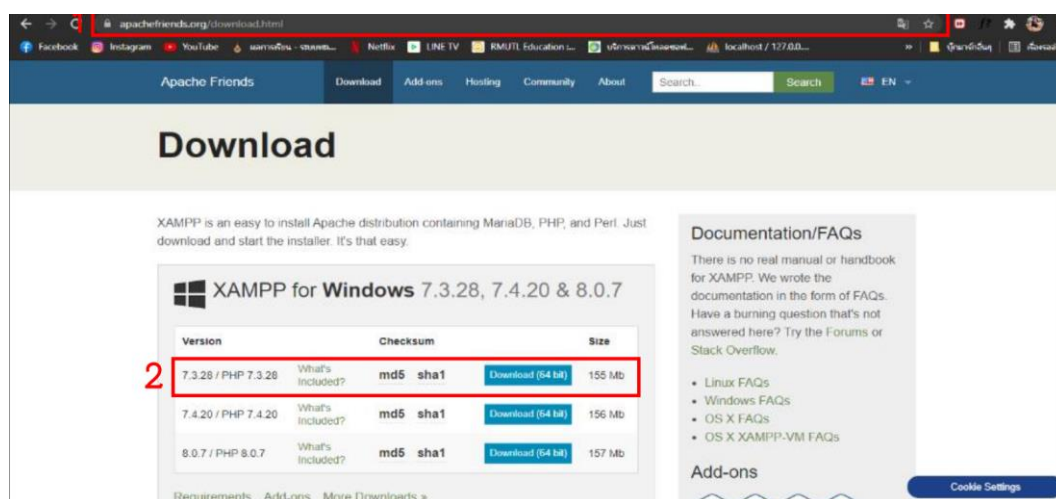 1
apachefriends.org/download.html
Facebook Instagram YouTube Netflix LINE TV RMUTL Education :... localhost / 127.0.0....
Apache Friends Download Add-ons Hosting Community About Search... Search EN
Download
XAMPP is an easy to install Apache distribution containing MariaDB, PHP, and Perl. Just
download and start the installer. It's that easy.
XAMPP for Windows 7.3.28, 7.4.20 & 8.0.7
Version Checksum Size
2
7.3.28 / PHP 7.3.28 What's Included? md5 sha1 Download (64 bit) 155 Mb
7.4.20 / PHP 7.4.20 What's Included? md5 sha1 Download (64 bit) 156 Mb
8.0.7 / PHP 8.0.7 What's Included? md5 sha1 Download (64 bit) 157 Mb
Requirements Add-ons More Downloads »
Documentation/FAQs
There is no real manual or handbook
for XAMPP. We wrote the
documentation in the form of FAQs.
Have a burning question that's not
answered here? Try the Forums or
Stack Overflow.
• Linux FAQs
• Windows FAQs
• OS X FAQs
• OS X XAMPP-VM FAQs
Add-ons
Cookie Settings